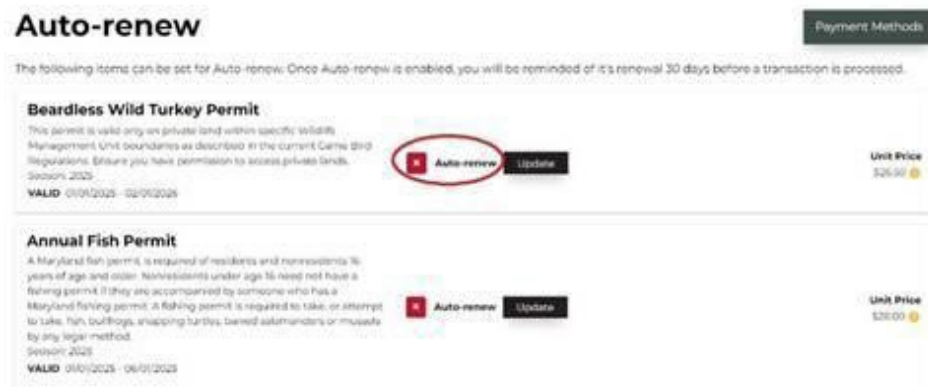 Auto-renew
Payment Methods
The following items can be set for Auto-renew. Once Auto-renew is enabled, you will be reminded of it's renewal 30 days before a transaction is processed.
Beardless Wild Turkey Permit
This permit is valid only on private land within specific Wildlife
Management Unit boundaries as described in the current Game Bird
Regulations. Ensure you have permission to access private lands.
Season: 2025
VALID 01/01/2025 -
x Auto-renew Update
Unit Price
Annual Fish Permit
A Maryland fish permit is required of residents and nonresidents 16
years of age and older. Nonresidents under age 16 need not have a
fishing permit if they are accompanied by someone who has a
Maryland fishing permit. A fishing permit is required to take, or attempt
to take, fish, bullfrogs, snapping turtles, salamanders or mussels
by any legal method.
Season: 2025
VALID 01/01/2025 -
x Auto-renew Update
Unit Price